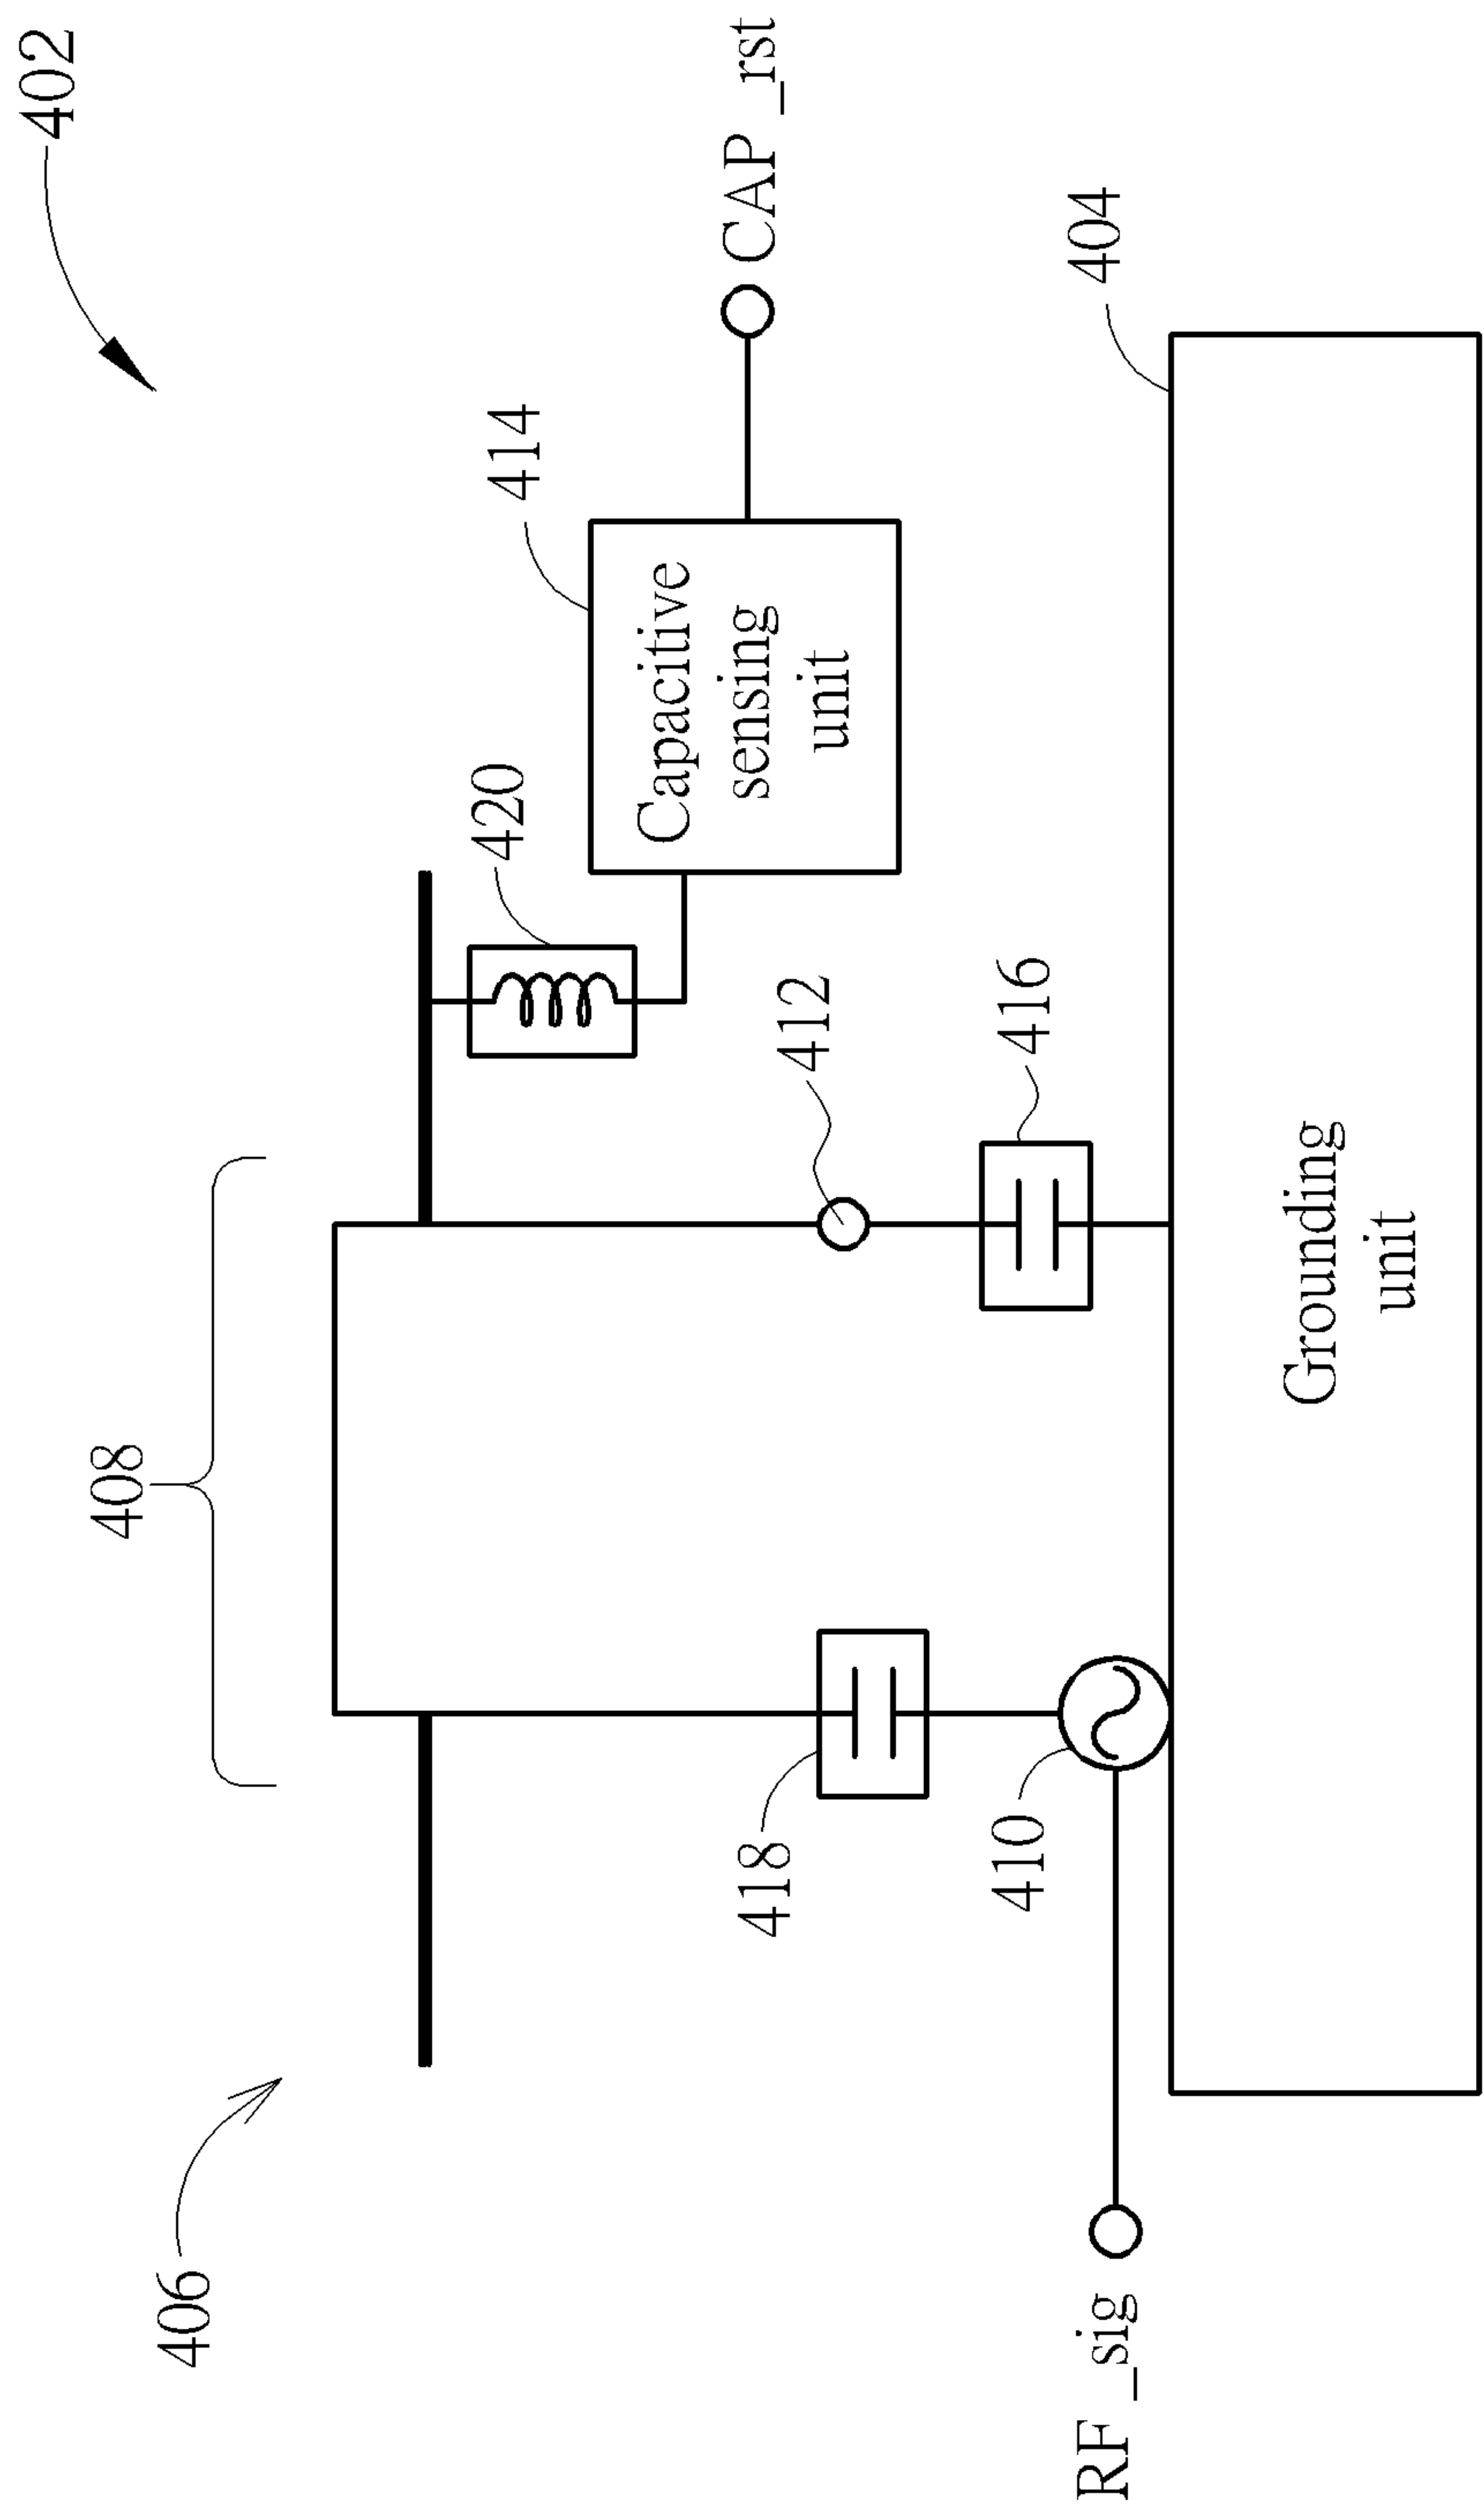 402
406
408
420
414
Capacitive
sensing
unit
CAP_rst
412
418
416
404
410
RF_sig
Grounding
unit